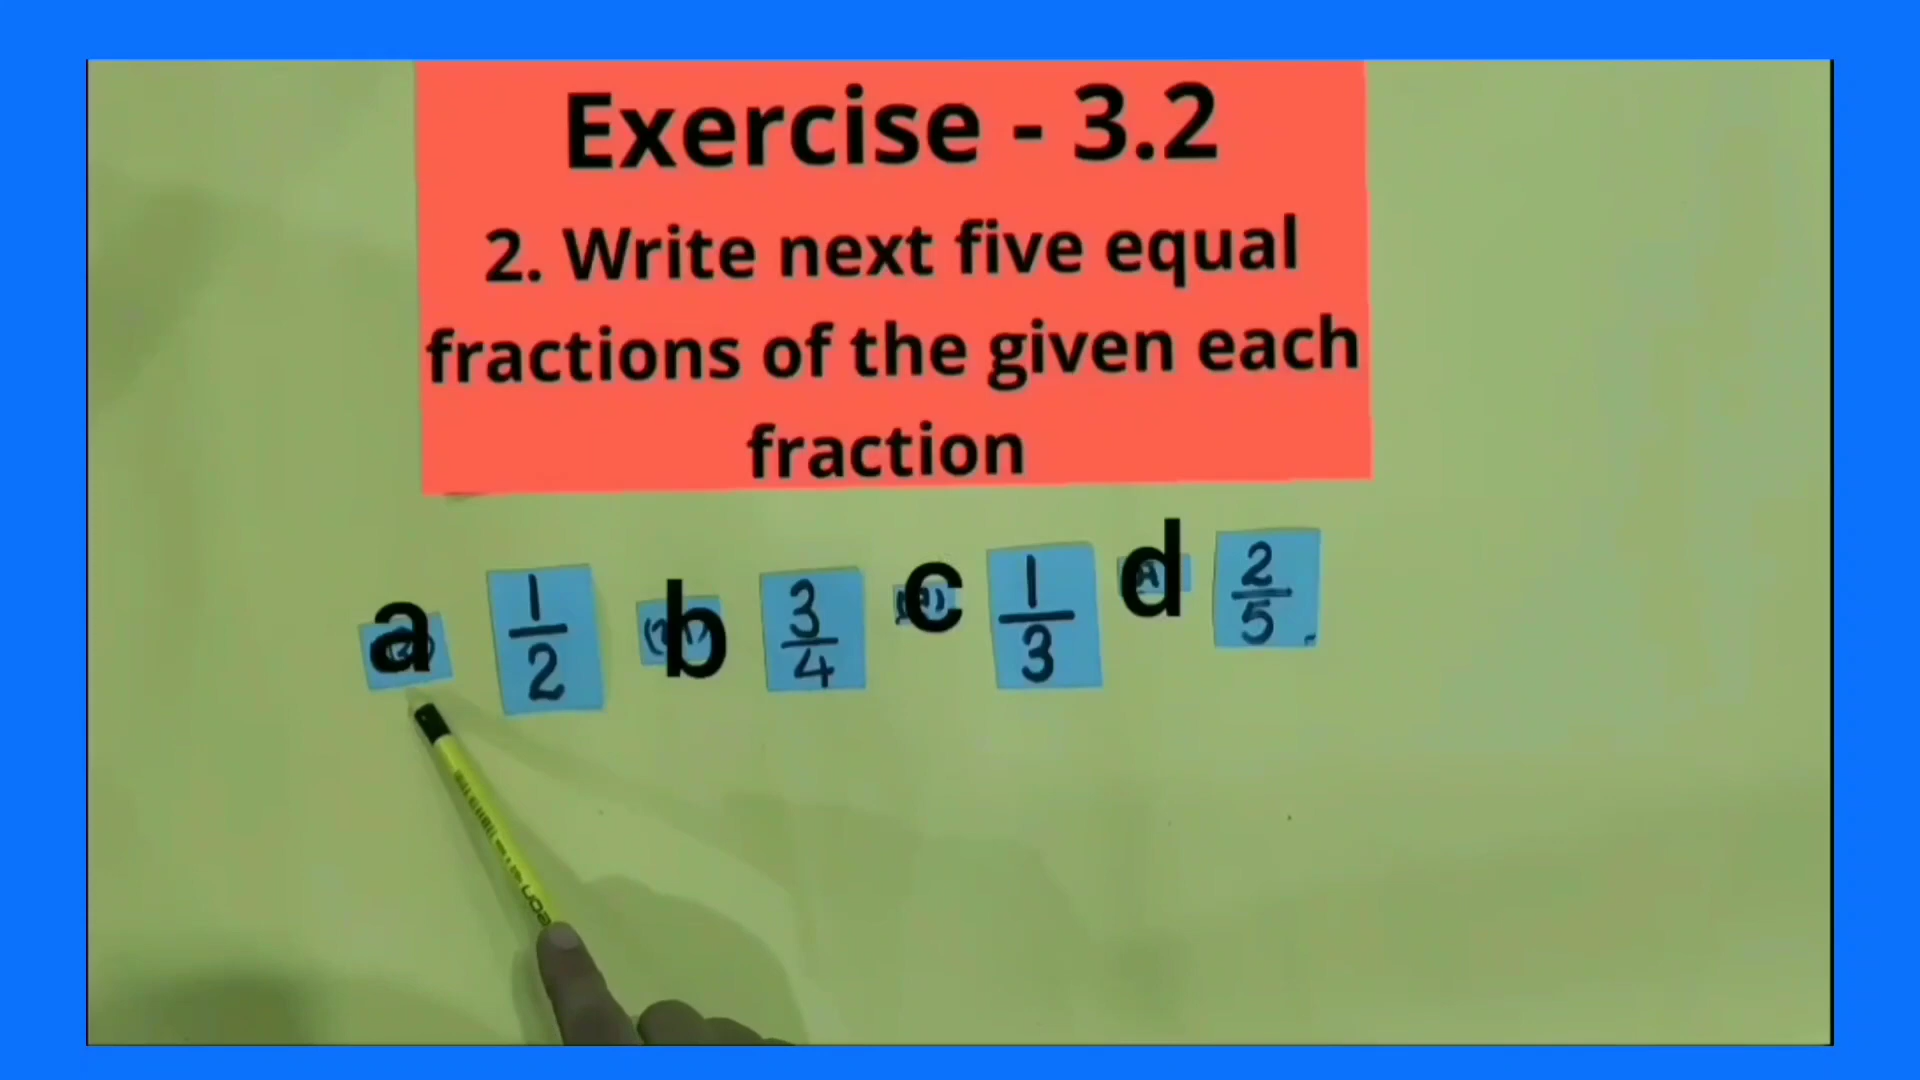 Exercise - 3.2
2. Write next five equal
fractions of the given each
fraction
a 1/2 b 3/4 c 1/3 d 2/5